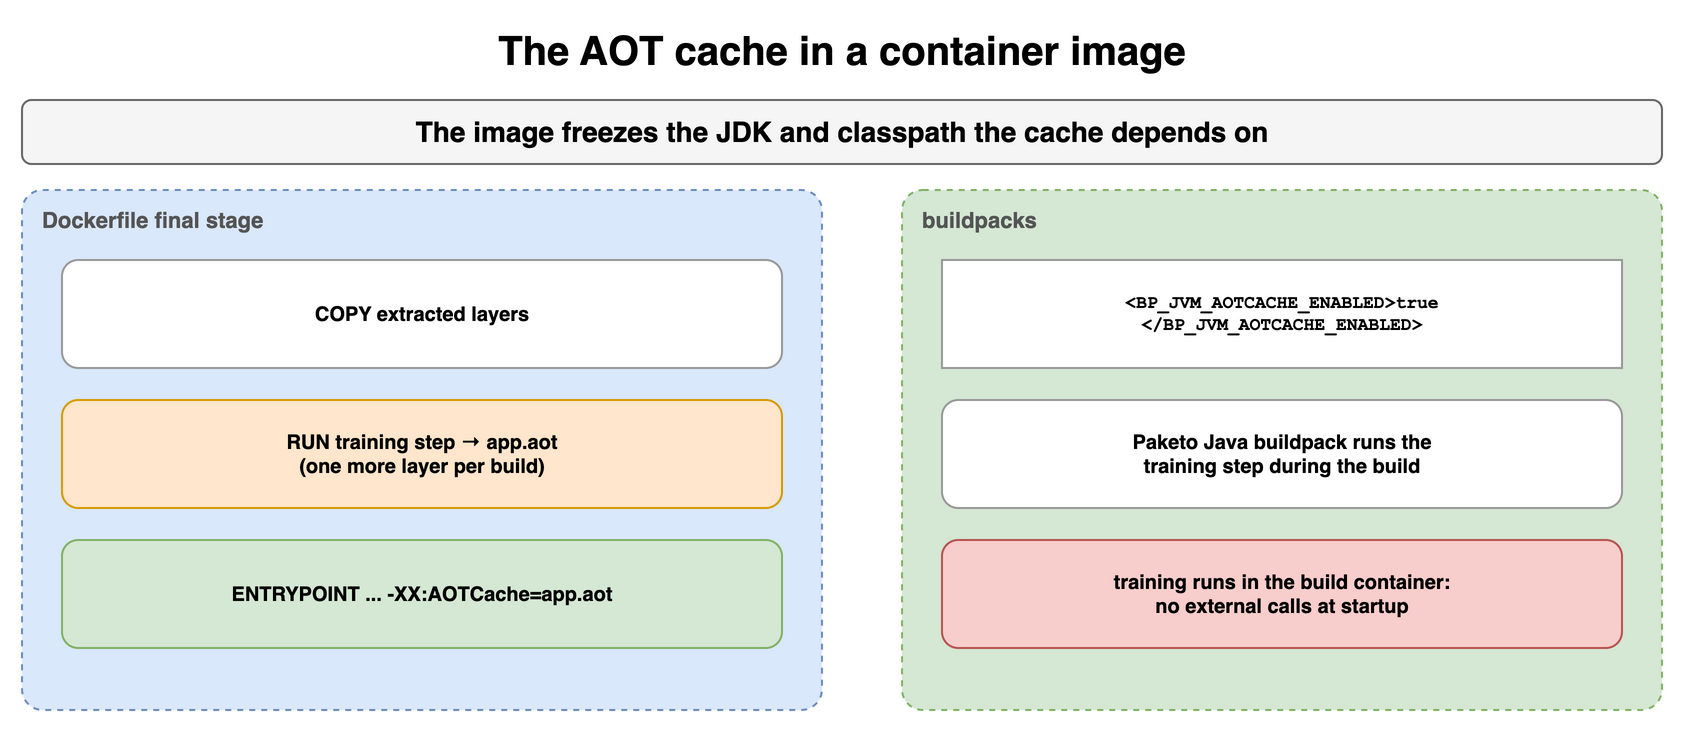 The AOT cache in a container image
The image freezes the JDK and classpath the cache depends on
Dockerfile final stage
COPY extracted layers
RUN training step → app.aot
(one more layer per build)
ENTRYPOINT ... -XX:AOTCache=app.aot
buildpacks
<BP_JVM_AOTCACHE_ENABLED>true
</BP_JVM_AOTCACHE_ENABLED>
Paketo Java buildpack runs the
training step during the build
training runs in the build container:
no external calls at startup